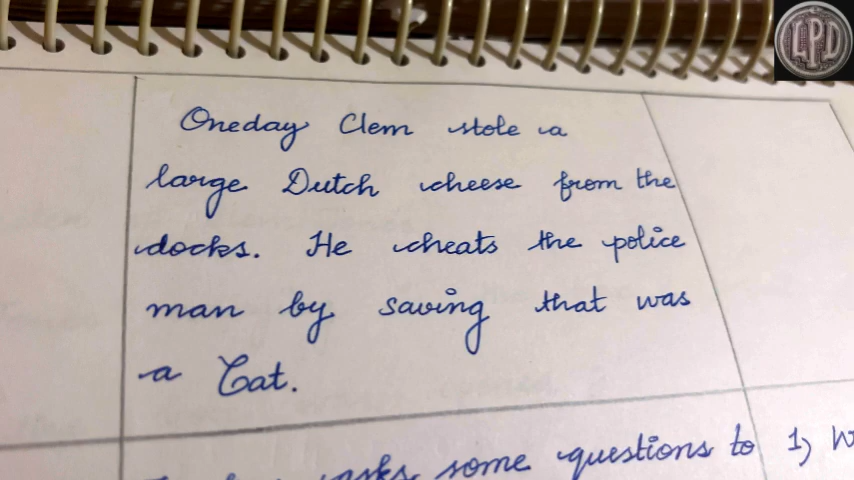 LPD
Oneday Clem stole a
large Dutch cheese from the
docks. He cheats the police
man by saving that was
a Cat.
asks some questions to 1, W